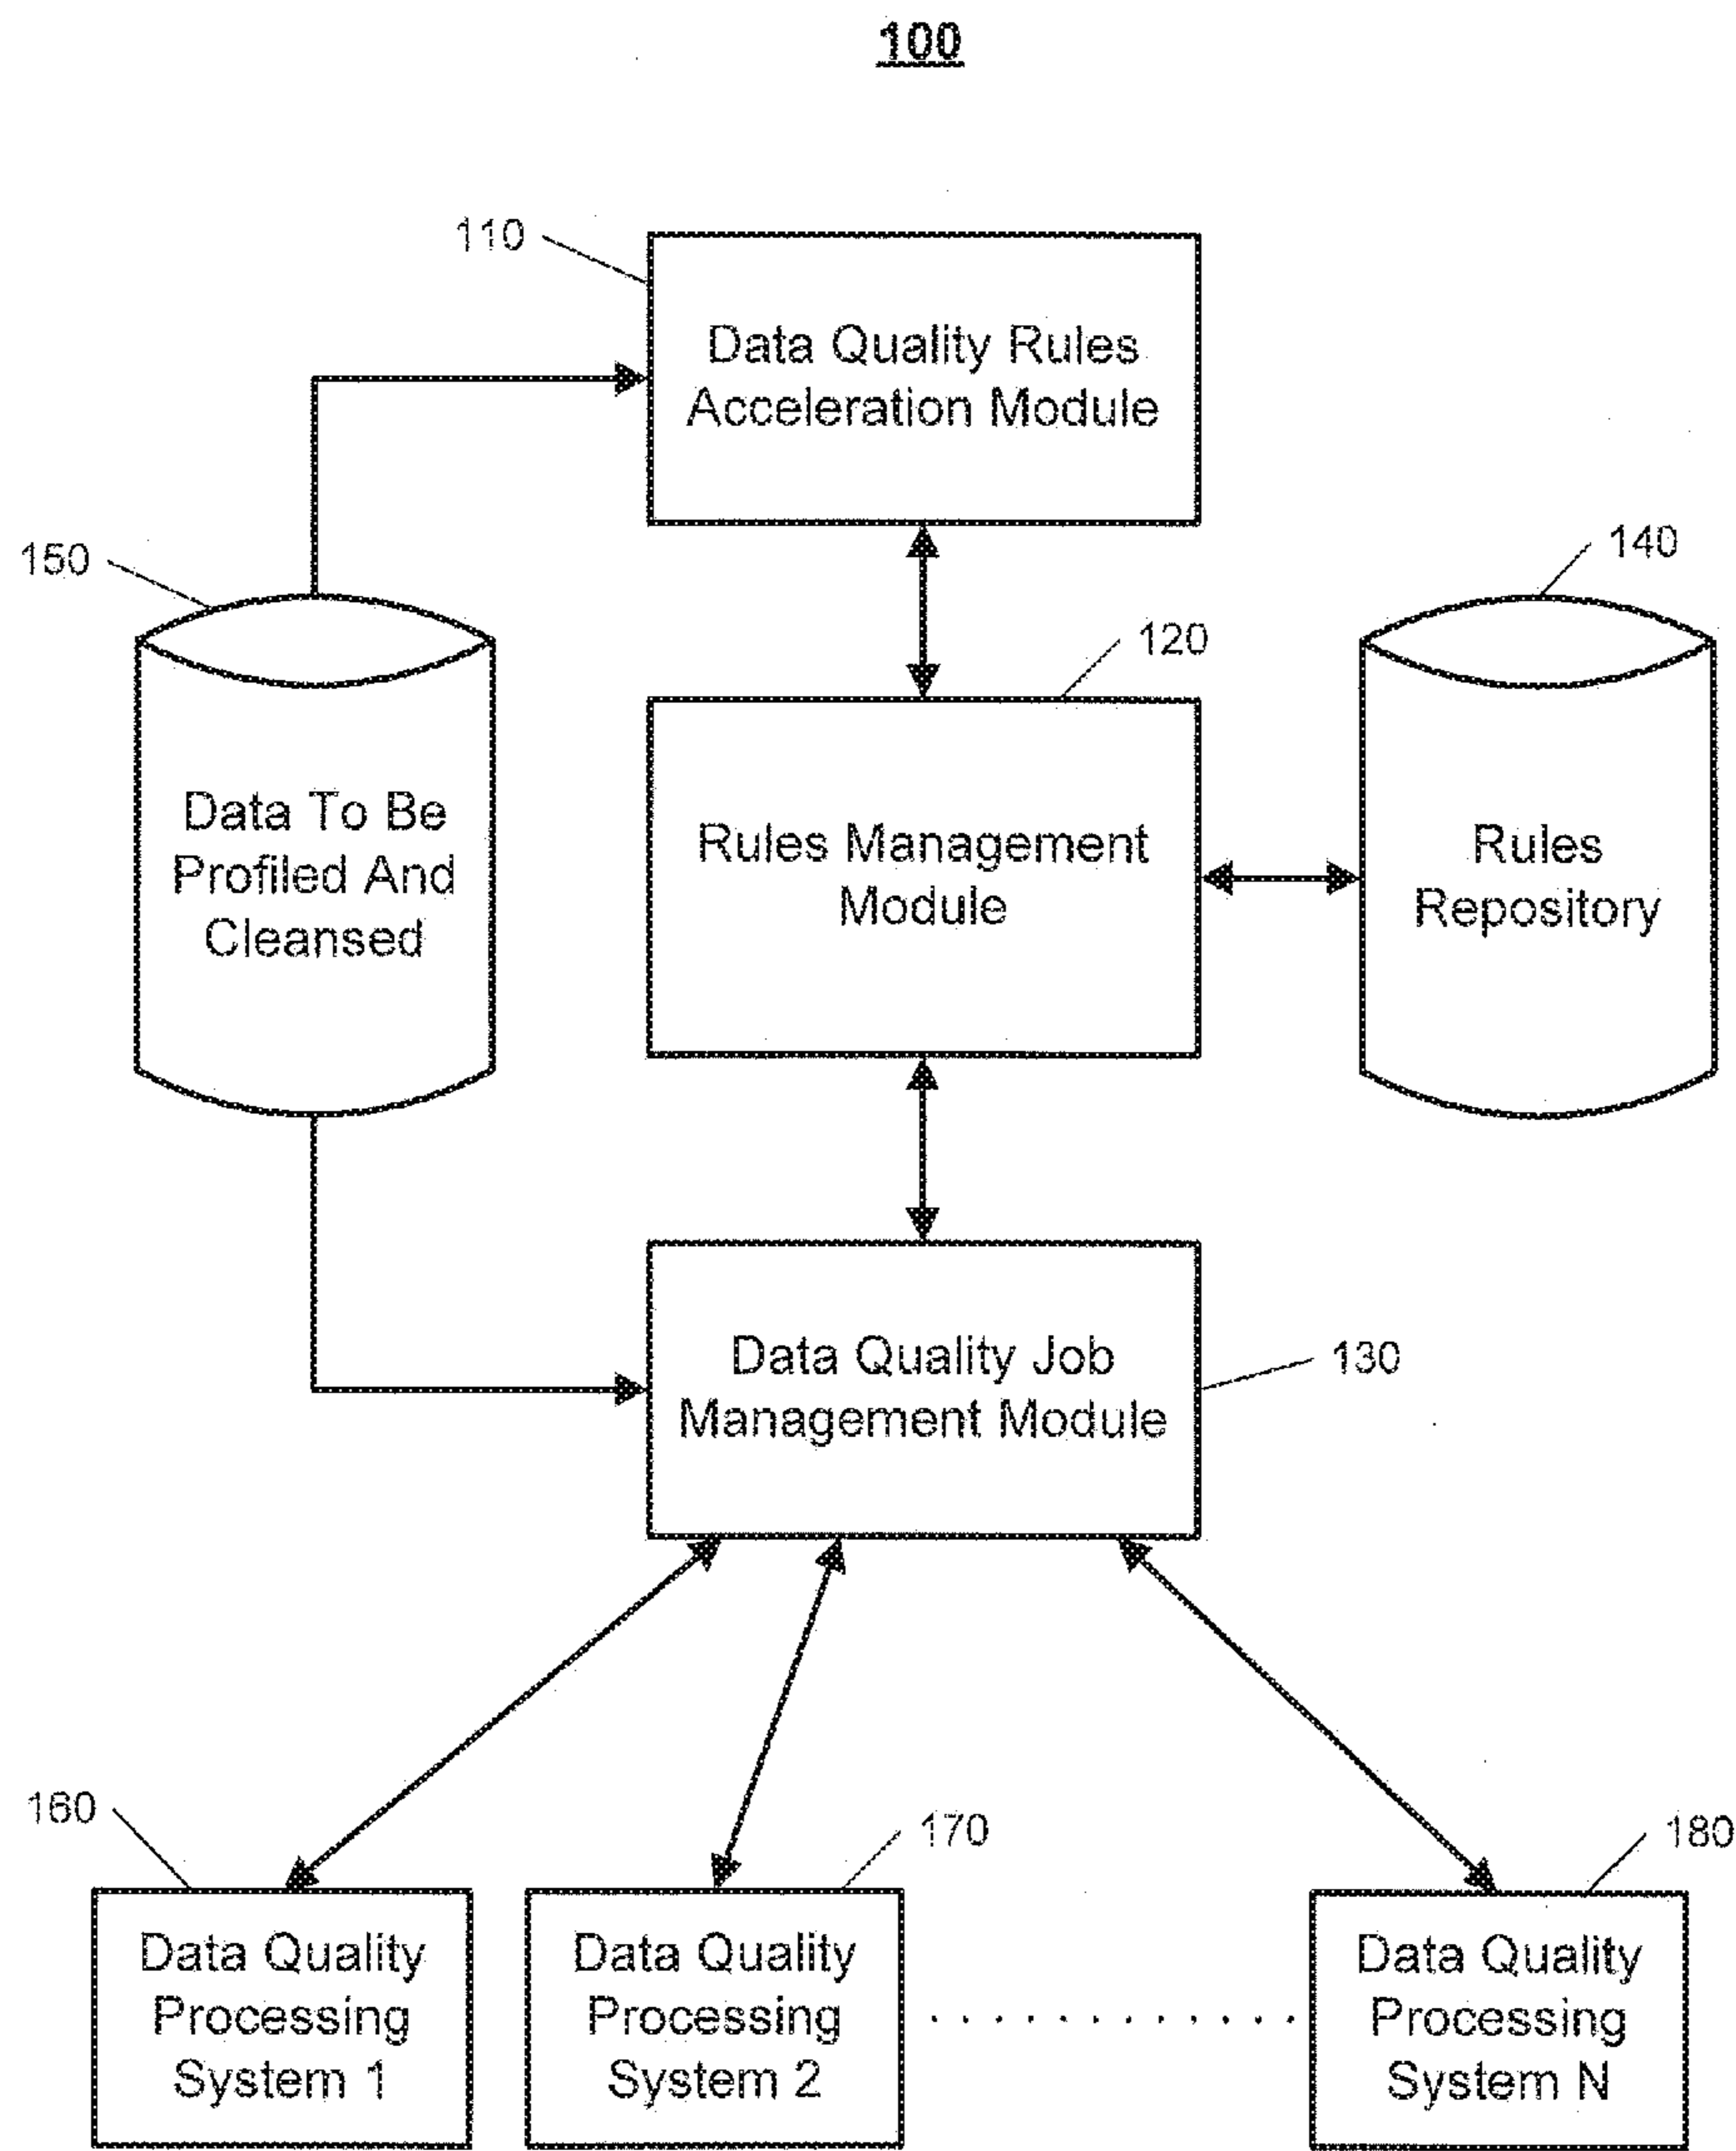 100
110
Data Quality Rules
Acceleration Module
150
140
120
Data To Be
Profiled And
Cleansed
Rules Management
Module
Rules
Repository
Data Quality Job
Management Module
130
160
170
180
Data Quality
Processing
System 1
Data Quality
Processing
System 2
Data Quality
Processing
System N